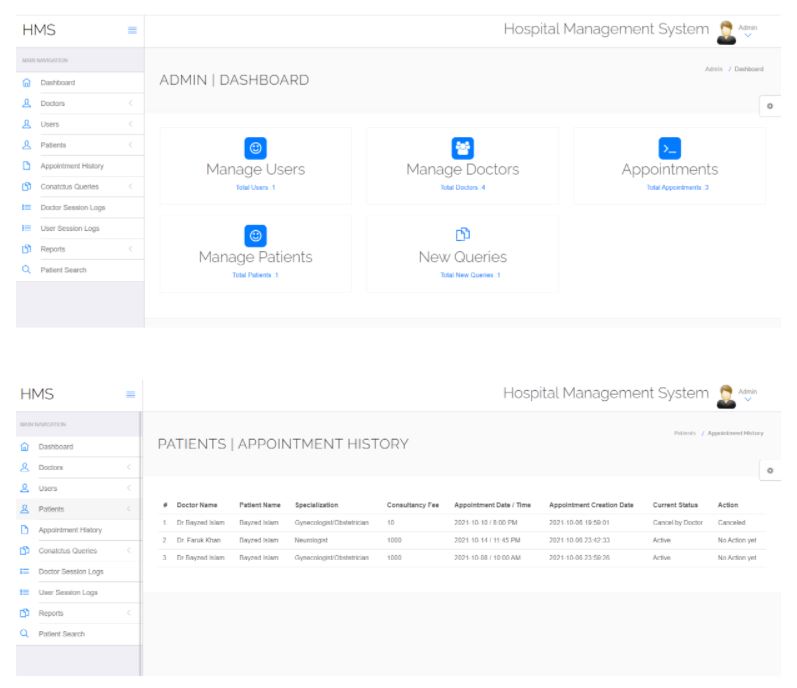 HMS
Hospital Management System
Admin
MAIN NAVIGATION
Dashboard
Doctors
Users
Patients
Appointment History
Conatctus Queries
Doctor Session Logs
User Session Logs
Reports
Patient Search
ADMIN | DASHBOARD
Admin / Dashboard
Manage Users
Total Users :1
Manage Doctors
Total Doctors :4
Appointments
Total Appointments :3
Manage Patients
Total Patients :1
New Queries
Total New Queries :1
HMS
Hospital Management System
Admin
MAIN NAVIGATION
Dashboard
Doctors
Users
Patients
Appointment History
Conatctus Queries
Doctor Session Logs
User Session Logs
Reports
Patient Search
PATIENTS | APPOINTMENT HISTORY
Patients / Appointment History
# Doctor Name Patient Name Specialization Consultancy Fee Appointment Date / Time Appointment Creation Date Current Status Action
1 Dr Bayzed Islam Bayzed Islam Gynecologist/Obstetrician 10 2021-10-10 / 8:00 PM 2021-10-06 19:59:01 Cancel by Doctor Canceled
2 Dr. Faruk Khan Bayzed Islam Neurologist 1000 2021-10-14 / 11:45 PM 2021-10-06 23:42:33 Active No Action yet
3 Dr Bayzed Islam Bayzed Islam Gynecologist/Obstetrician 1000 2021-10-08 / 10:00 AM 2021-10-06 23:59:26 Active No Action yet